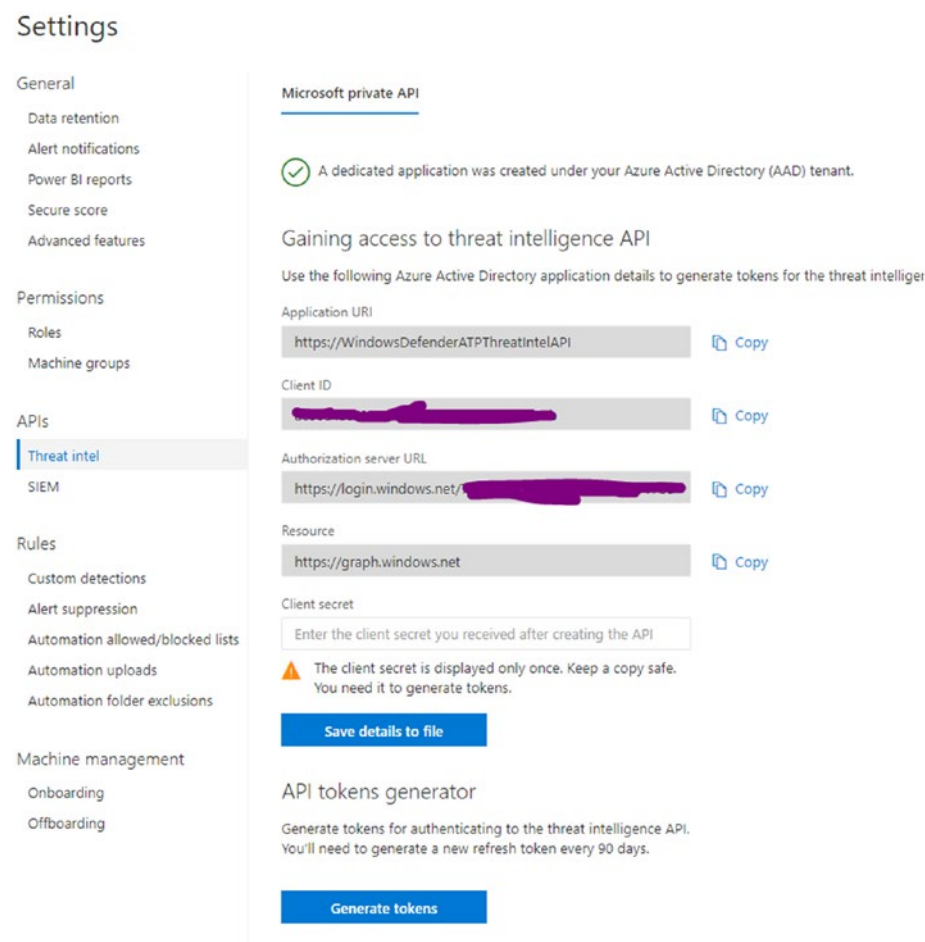 Settings
General
Data retention
Alert notifications
Power BI reports
Secure score
Advanced features
Permissions
Roles
Machine groups
APIs
Threat intel
SIEM
Rules
Custom detections
Alert suppression
Automation allowed/blocked lists
Automation uploads
Automation folder exclusions
Machine management
Onboarding
Offboarding
Microsoft private API
A dedicated application was created under your Azure Active Directory (AAD) tenant.
Gaining access to threat intelligence API
Use the following Azure Active Directory application details to generate tokens for the threat intelliger
Application URI
https://WindowsDefenderATPThreatIntelAPI
Copy
Client ID
Copy
Authorization server URL
https://login.windows.net/
Copy
Resource
https://graph.windows.net
Copy
Client secret
Enter the client secret you received after creating the API
The client secret is displayed only once. Keep a copy safe.
You need it to generate tokens.
Save details to file
API tokens generator
Generate tokens for authenticating to the threat intelligence API.
You'll need to generate a new refresh token every 90 days.
Generate tokens